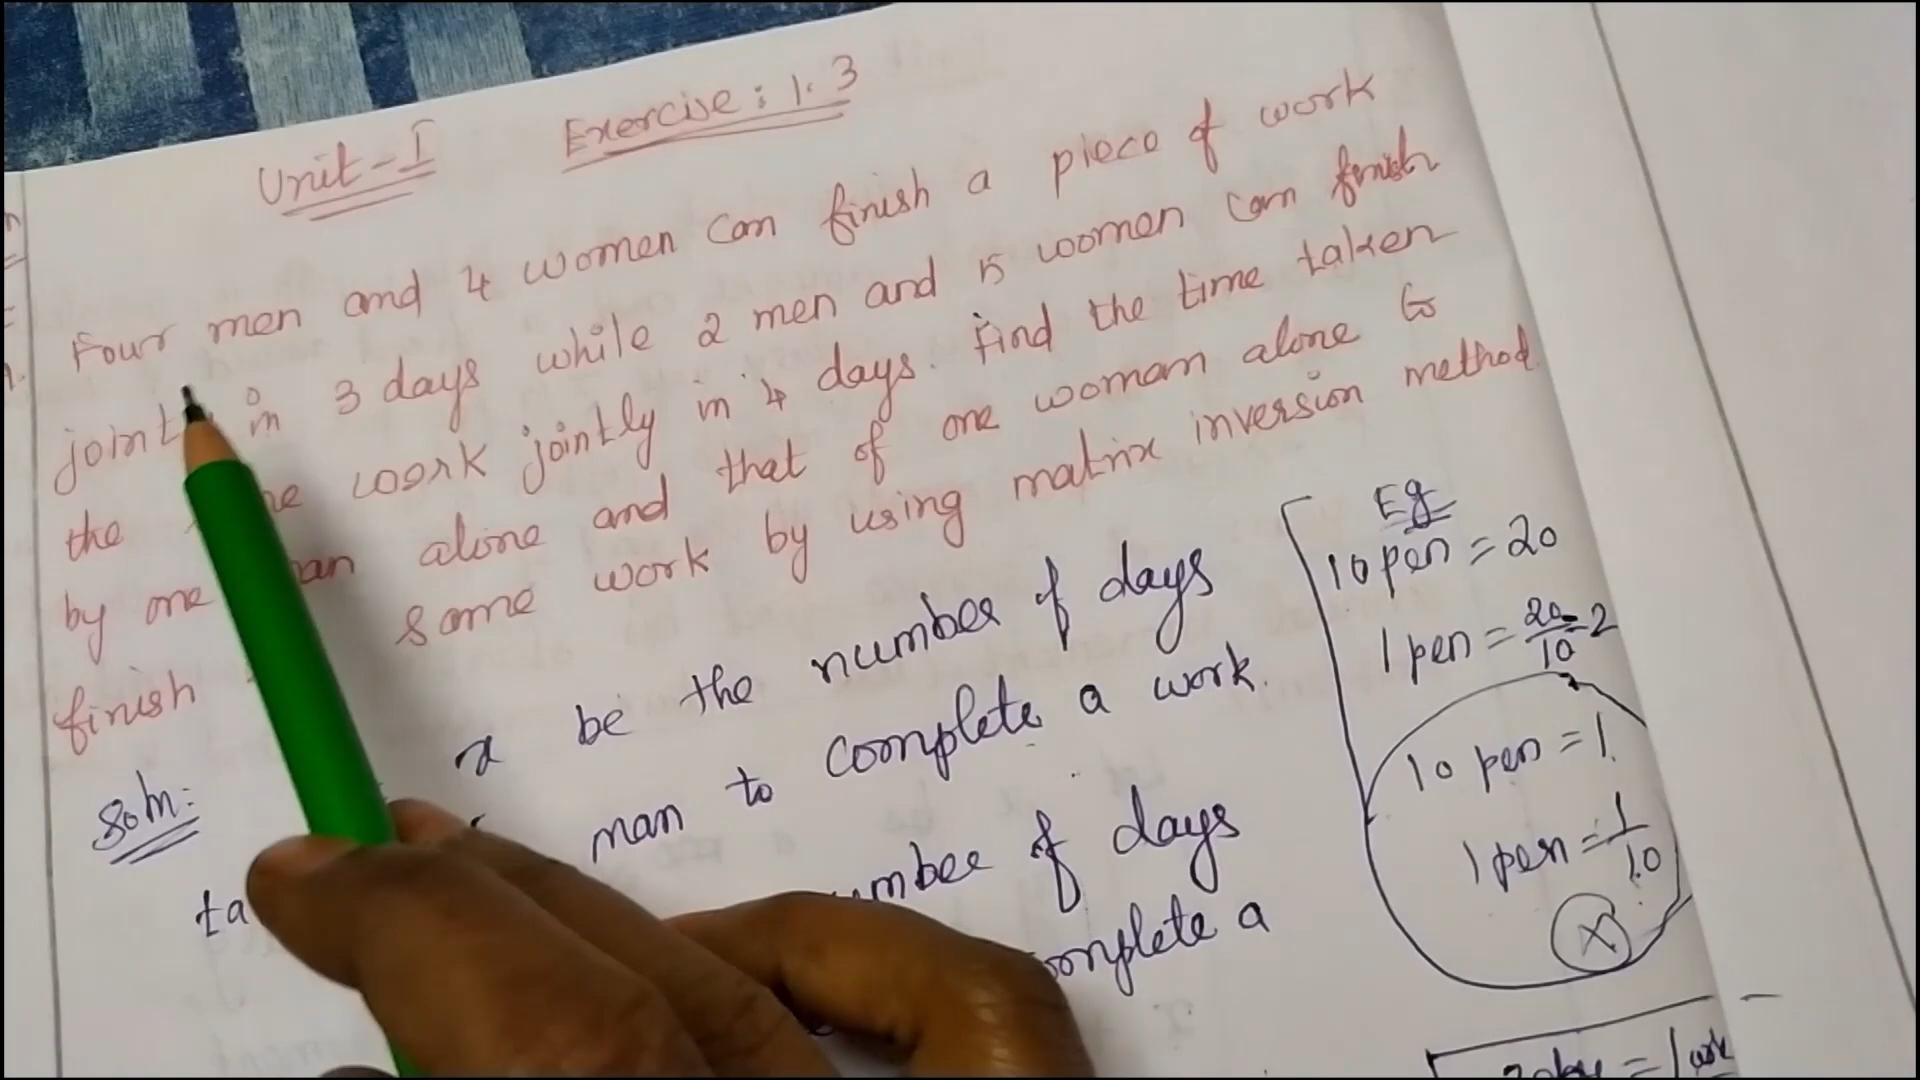 Unit-I Exercise: 1.3
Four men and 4 women can finish a piece of work
jointly in 3 days while 2 men and 5 women can finish
the work jointly in 4 days. Find the time taken
by one alone and that of one woman alone to
finish same work by using matrix inversion method.
Soln:
x be the number of days
man to complete a work.
number of days
complete a
Eg
10 pen = 20
1 pen = 20/10 = 2
10 pen = 1
1 pen = 1/10
X
= 1 work